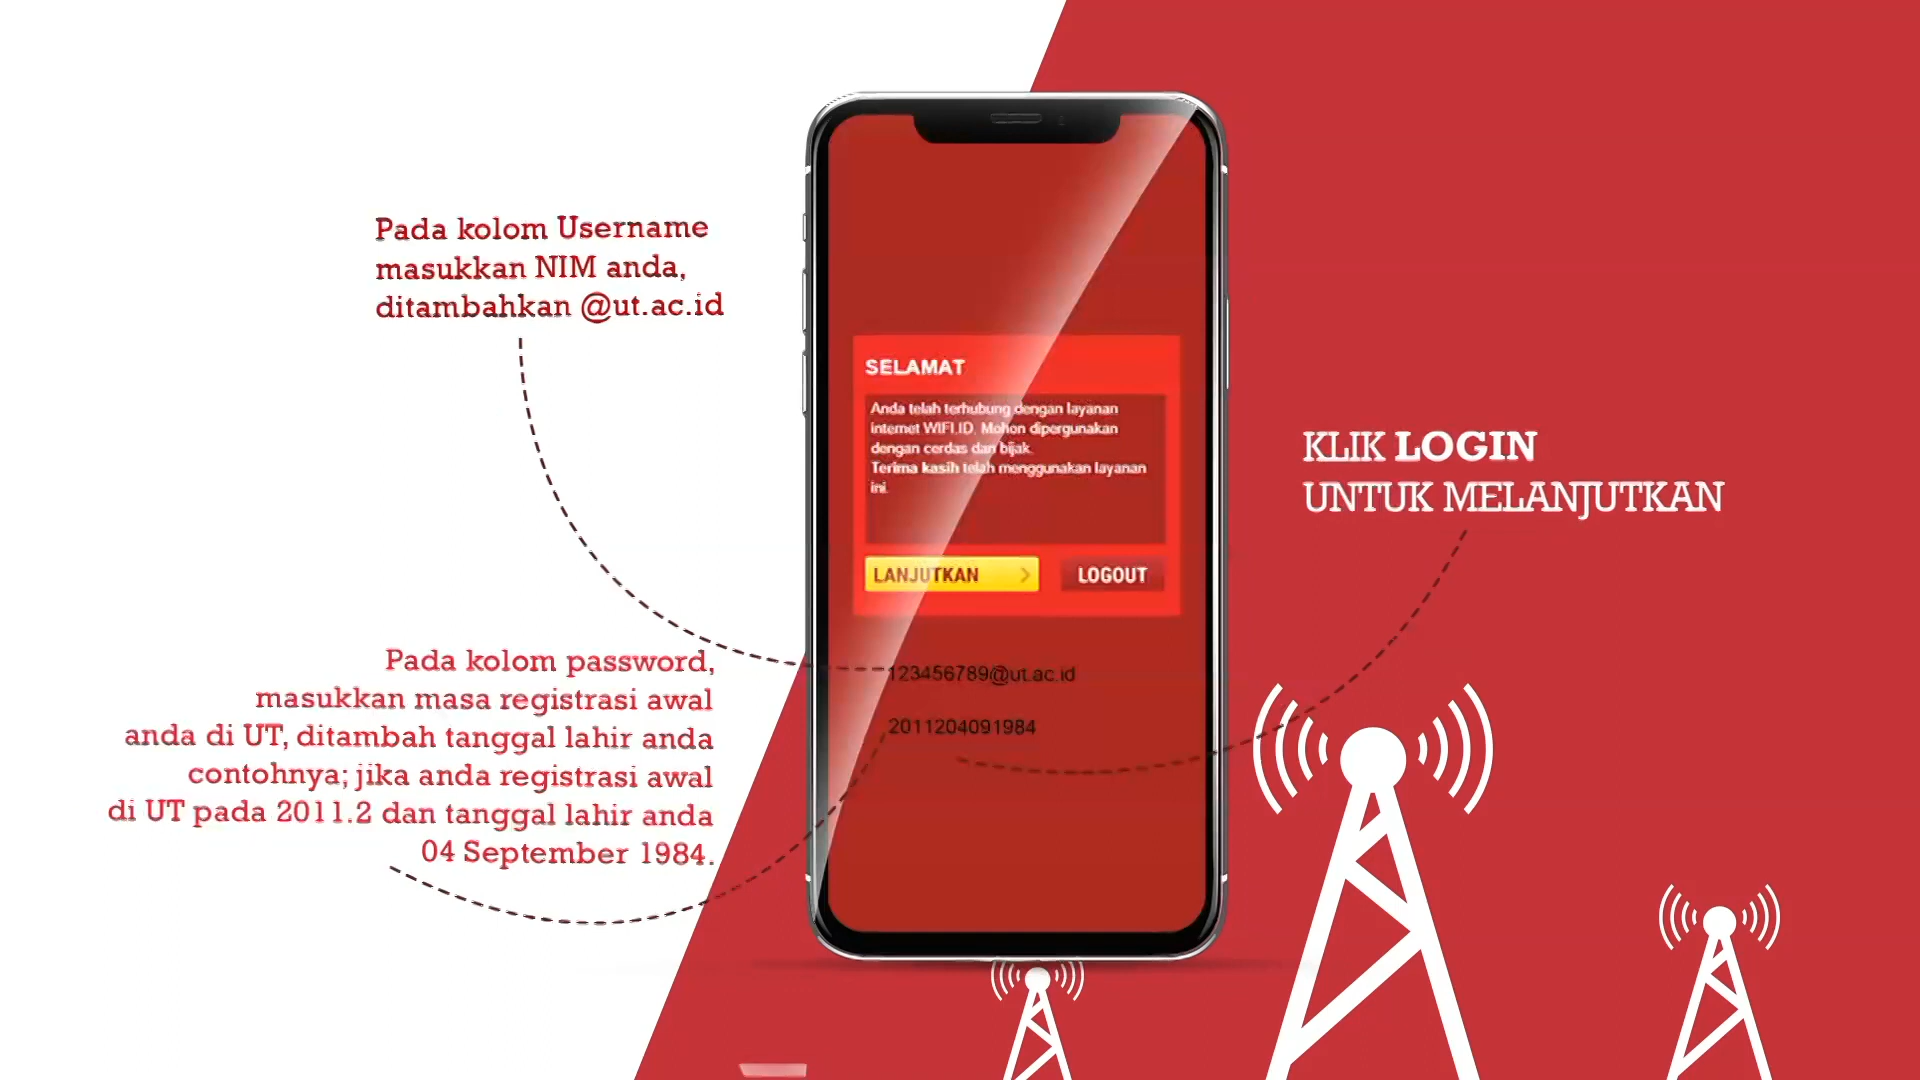 Pada kolom Username
masukkan NIM anda,
ditambahkan @ut.ac.id
SELAMAT
Anda telah terhubung dengan layanan
internet WIFI.ID. Mohon dipergunakan
dengan cerdas dan bijak.
Terima kasih telah menggunakan layanan
ini.
LANJUTKAN
LOGOUT
KLIK LOGIN
UNTUK MELANJUTKAN
Pada kolom password,
masukkan masa registrasi awal
anda di UT, ditambah tanggal lahir anda
contohnya; jika anda registrasi awal
di UT pada 2011.2 dan tanggal lahir anda
04 September 1984.
123456789@ut.ac.id
2011204091984